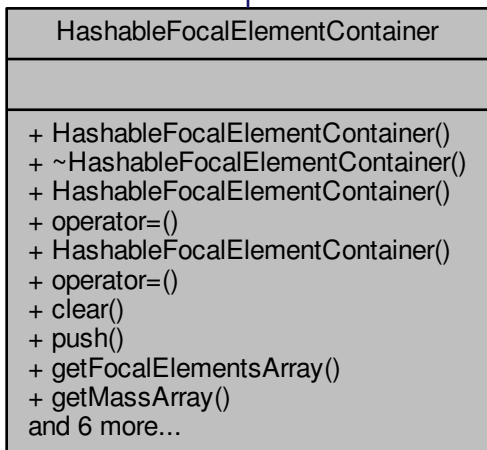 HashableFocalElementContainer
+ HashableFocalElementContainer()
+ ~HashableFocalElementContainer()
+ HashableFocalElementContainer()
+ operator=()
+ HashableFocalElementContainer()
+ operator=()
+ clear()
+ push()
+ getFocalElementsArray()
+ getMassArray()
and 6 more...